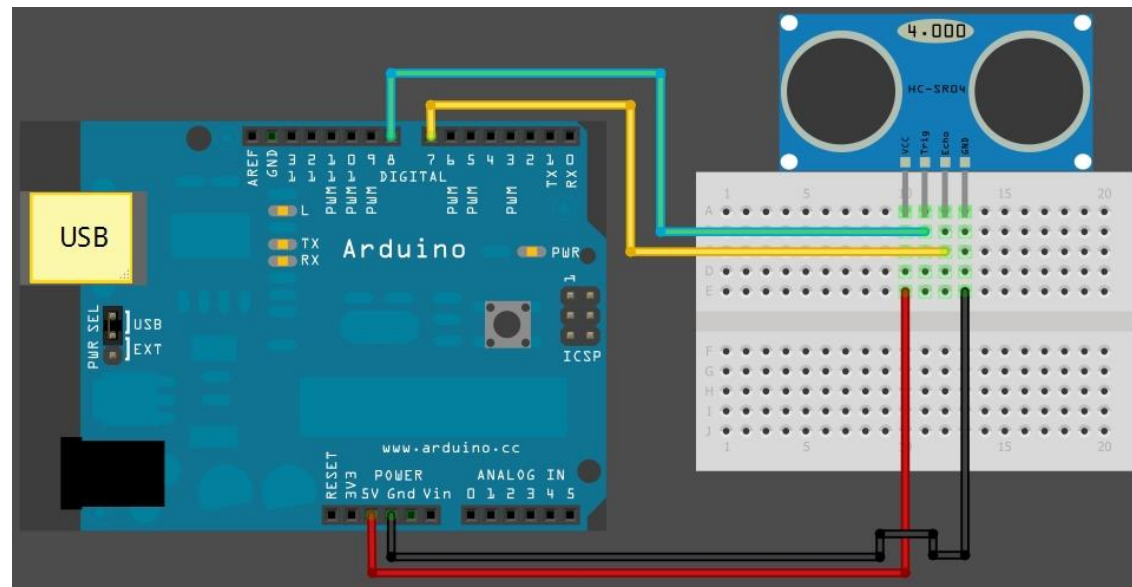 4.000
HC-SR04
VCC Trig Echo GND
AREF GND 13 12 11 10 9 8 7 6 5 4 3 2 1 0
PWM PWM PWM DIGITAL PWM PWM PWM TX RX
USB
L
TX
RX
Arduino
PWR
1
PWR SEL
USB
EXT
ICSP
www.arduino.cc
POWER ANALOG IN
RESET 3V3 5V Gnd Vin 0 1 2 3 4 5
1 5 15 20
A
D
E
F
G
H
I
J
1 5 10 15 20